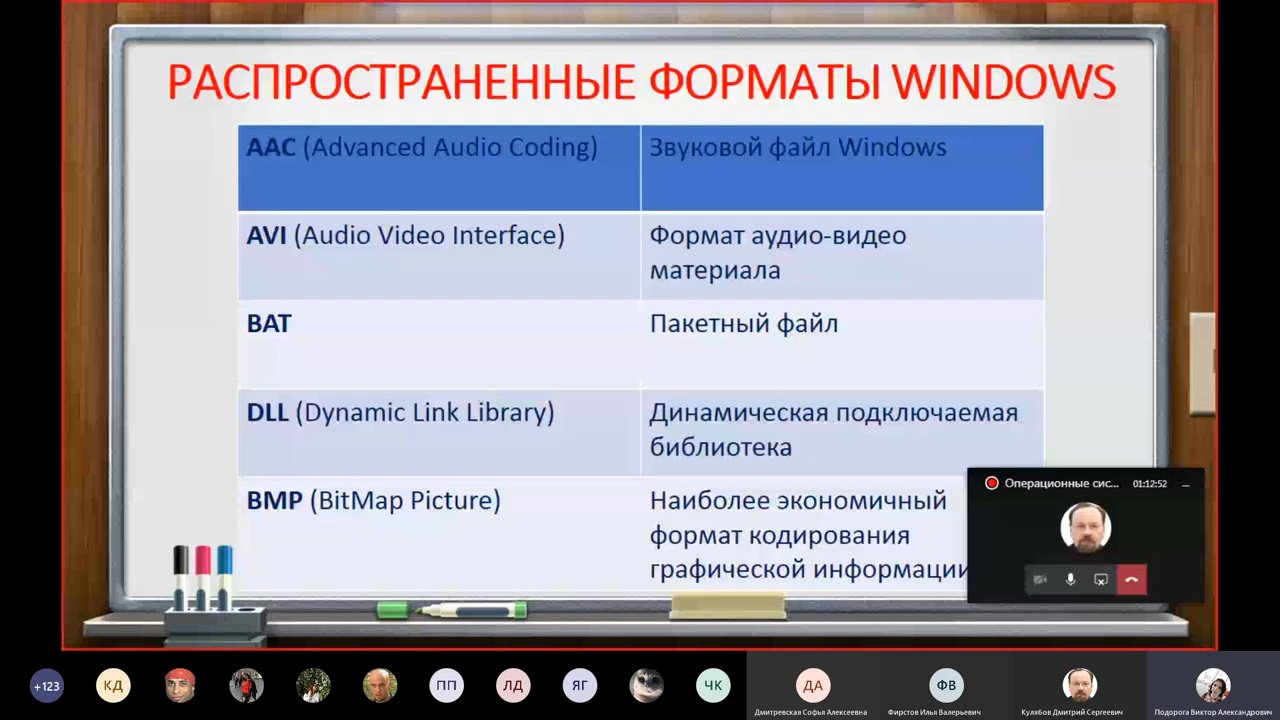 РАСПРОСТРАНЕННЫЕ ФОРМАТЫ WINDOWS
AAC (Advanced Audio Coding)
Звуковой файл Windows
AVI (Audio Video Interface)
Формат аудио-видео
материала
BAT
Пакетный файл
DLL (Dynamic Link Library)
Динамическая подключаемая
библиотека
BMP (BitMap Picture)
Наиболее экономичный
формат кодирования
графической информации
Операционные сис... 01:12:52
+123
КД
ПП
ЛД
ЯГ
ЧК
ДА
ФВ
Дмитревская Софья Алексеевна
Фирстов Илья Валерьевич
Кулябов Дмитрий Сергеевич
Подорога Виктор Александрович